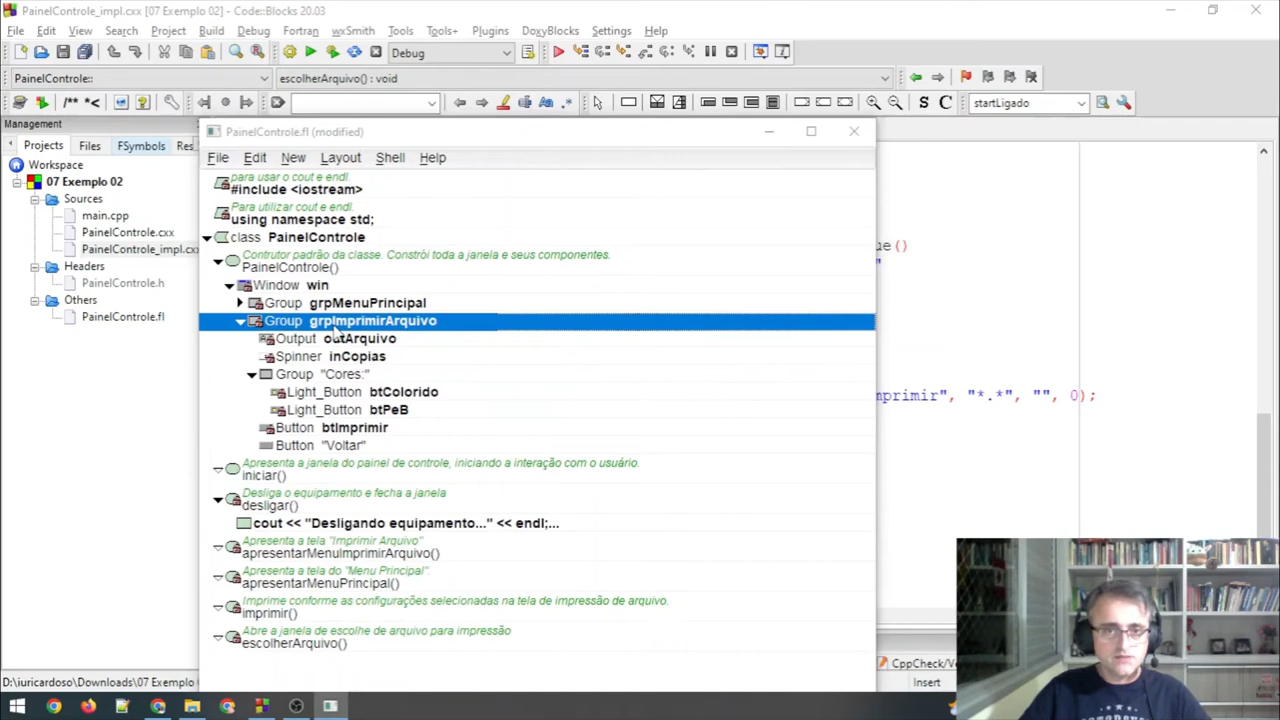 PainelControle_impl.cxx [07 Exemplo 02] - Code::Blocks 20.03
File Edit View Search Project Build Debug Fortran wxSmith Tools Tools+ Plugins DoxyBlocks Settings Help
Debug
PainelControle:: escolherArquivo() : void
/** *< S C startLigado
Management
Projects Files FSymbols Res
Workspace
07 Exemplo 02
Sources
main.cpp
PainelControle.cxx
PainelControle_impl.cxx
Headers
PainelControle.h
Others
PainelControle.fl
PainelControle.fl (modified)
File Edit New Layout Shell Help
para usar o cout e endl.
#include <iostream>
Para utilizar cout e endl.
using namespace std;
class PainelControle
Contrutor padrão da classe. Constrói toda a janela e seus componentes.
PainelControle()
Window win
Group grpMenuPrincipal
Group grpImprimirArquivo
Output outArquivo
Spinner inCopias
Group "Cores:"
Light_Button btColorido
Light_Button btPeB
Button btImprimir
Button "Voltar"
Apresenta a janela do painel de controle, iniciando a interação com o usuário.
iniciar()
Desliga o equipamento e fecha a janela
desligar()
cout << "Desligando equipamento..." << endl;...
Apresenta a tela "Imprimir Arquivo"
apresentarMenuImprimirArquivo()
Apresenta a tela do "Menu Principal".
apresentarMenuPrincipal()
Imprime conforme as configurações selecionadas na tela de impressão de arquivo.
imprimir()
Abre a janela de escolhe de arquivo para impressão
escolherArquivo()
ue()
"
mprimir", "*.*", "", 0);
CppCheck/Ve
D:\iuricardoso\Downloads\07 Exemplo 0 Insert